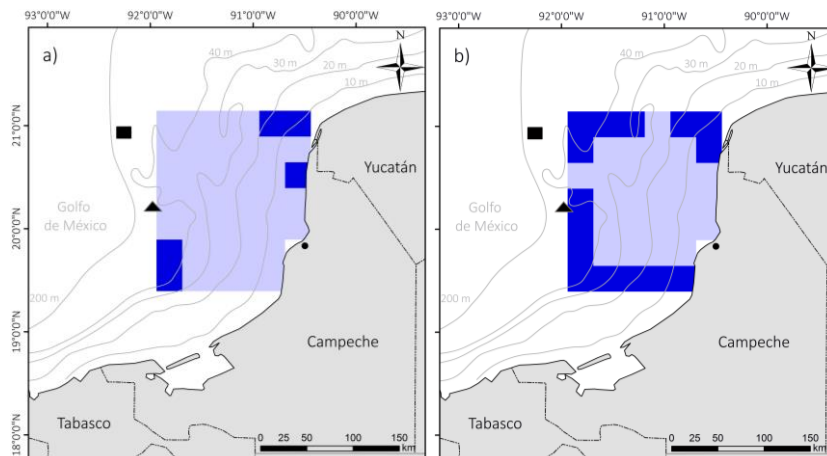 93°0'0"W 92°0'0"W 91°0'0"W 90°0'0"W
93°0'0"W 92°0'0"W 91°0'0"W 90°0'0"W
a)
N
40 m
30 m
20 m
10 m
21°0'0"N
20°0'0"N
19°0'0"N
18°0'0"N
Yucatán
Golfo
de México
200 m
Campeche
Tabasco
0 25 50 100 150
km
b)
N
40 m
30 m
20 m
10 m
Yucatán
Golfo
de México
200 m
Campeche
Tabasco
0 25 50 100 150
km